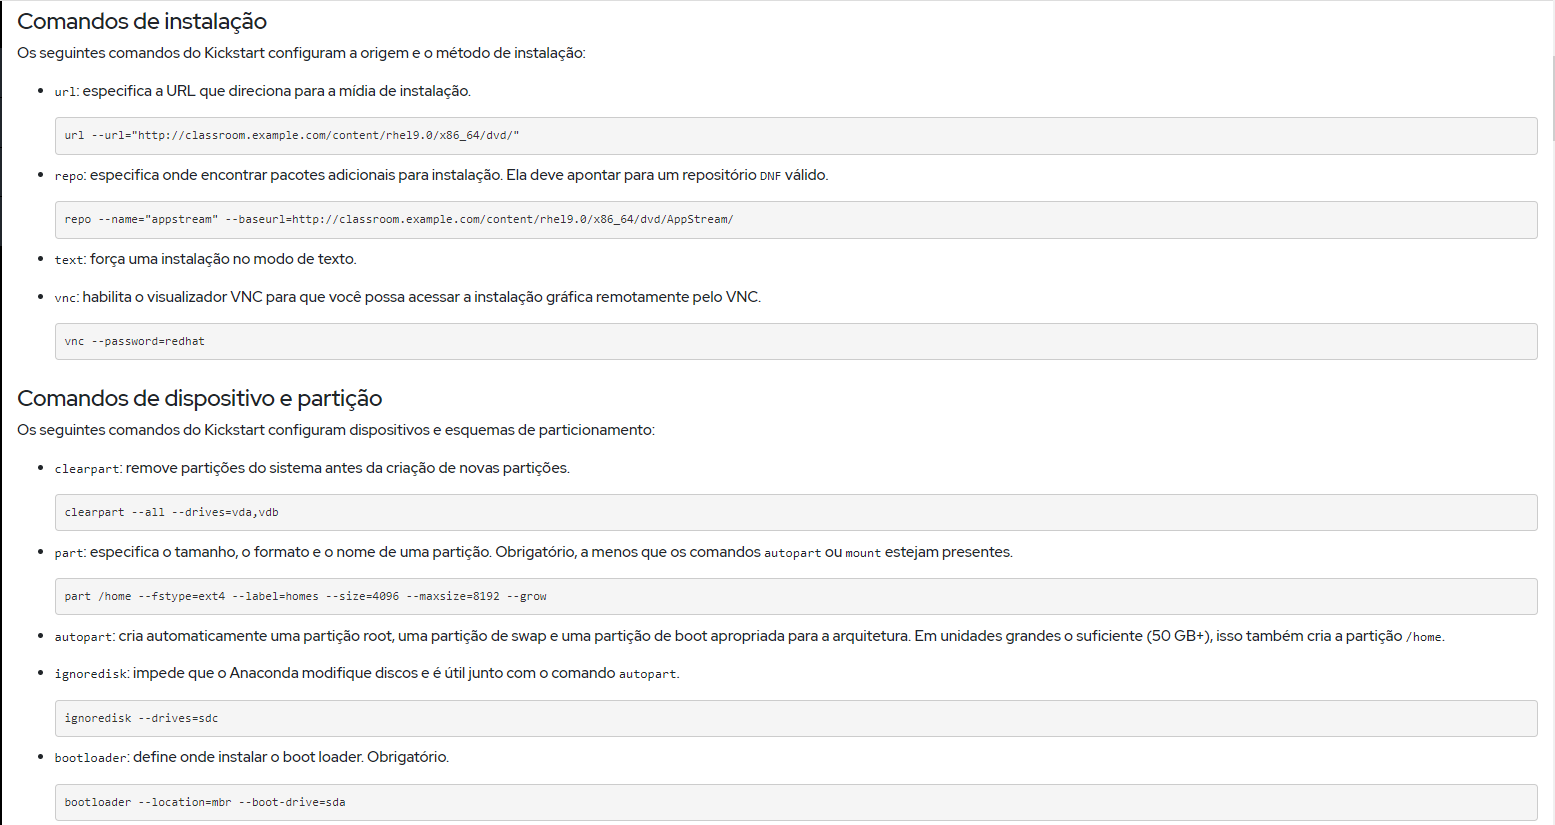 Comandos de instalação
Os seguintes comandos do Kickstart configuram a origem e o método de instalação:
url: especifica a URL que direciona para a mídia de instalação.
url --url="http://classroom.example.com/content/rhel9.0/x86_64/dvd/"
repo: especifica onde encontrar pacotes adicionais para instalação. Ela deve apontar para um repositório DNF válido.
repo --name="appstream" --baseurl=http://classroom.example.com/content/rhel9.0/x86_64/dvd/AppStream/
text: força uma instalação no modo de texto.
vnc: habilita o visualizador VNC para que você possa acessar a instalação gráfica remotamente pelo VNC.
vnc --password=redhat
Comandos de dispositivo e partição
Os seguintes comandos do Kickstart configuram dispositivos e esquemas de particionamento:
clearpart: remove partições do sistema antes da criação de novas partições.
clearpart --all --drives=vda,vdb
part: especifica o tamanho, o formato e o nome de uma partição. Obrigatório, a menos que os comandos autopart ou mount estejam presentes.
part /home --fstype=ext4 --label=homes --size=4096 --maxsize=8192 --grow
autopart: cria automaticamente uma partição root, uma partição de swap e uma partição de boot apropriada para a arquitetura. Em unidades grandes o suficiente (50 GB+), isso também cria a partição /home.
ignoredisk: impede que o Anaconda modifique discos e é útil junto com o comando autopart.
ignoredisk --drives=sdc
bootloader: define onde instalar o boot loader. Obrigatório.
bootloader --location=mbr --boot-drive=sda